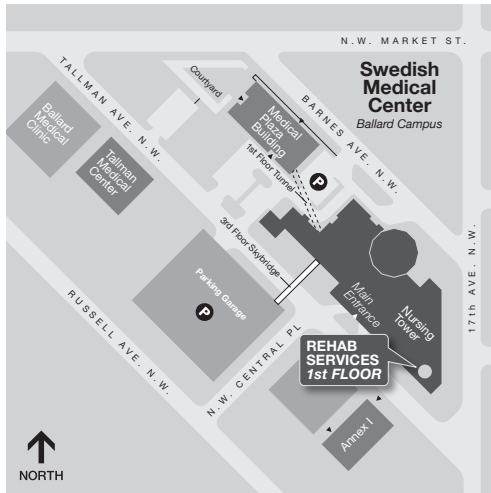 N.W. MARKET ST.
Swedish
Medical
Center
Ballard Campus
TALLMAN AVE. N.W.
Courtyard
BARNES AVE. N.W.
Ballard
Medical
Clinic
Tallman
Medical
Center
Medical
Plaza
Building
1st Floor Tunnel
P
3rd Floor Skybridge
17th AVE. N.W.
Parking Garage
P
Main
Entrance
Nursing
Tower
RUSSELL AVE. N.W.
N.W. CENTRAL PL
REHAB
SERVICES
1st FLOOR
Annex I
NORTH